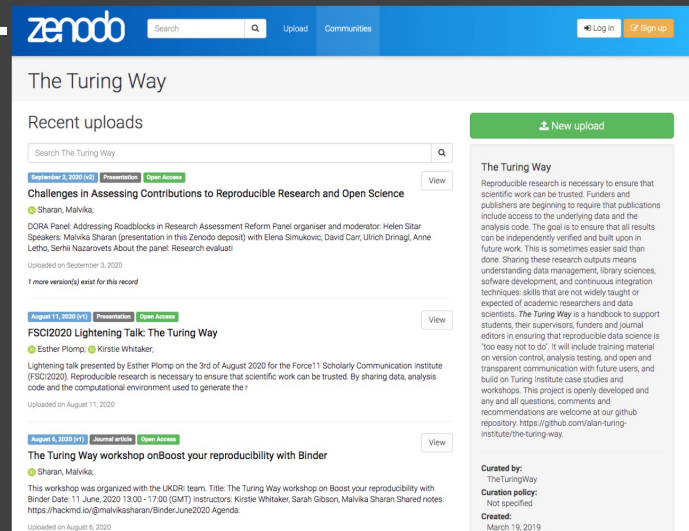 zenodo
Search
Upload
Communities
Log in
Sign up
The Turing Way
Recent uploads
Search The Turing Way
September 2, 2020 (v2) Presentation Open Access
View
Challenges in Assessing Contributions to Reproducible Research and Open Science
Sharan, Malvika;
DORA Panel: Addressing Roadblocks in Research Assessment Reform Panel organiser and moderator: Helen Sitar
Speakers: Malvika Sharan (presentation in this Zenodo deposit) with Elena Simukovic, David Carr, Ulrich Drinagl, Anne
Letho, Serhii Nazarovets About the panel: Research evaluati
Uploaded on September 3, 2020
1 more version(s) exist for this record
August 11, 2020 (v1) Presentation Open Access
View
FSCI2020 Lightening Talk: The Turing Way
Esther Plomp; Kirstie Whitaker;
Lightening talk presented by Esther Plomp on the 3rd of August 2020 for the Force11 Scholarly Communication Institute
(FSCI2020). Reproducible research is necessary to ensure that scientific work can be trusted. By sharing data, analysis
code and the computational environment used to generate the r
Uploaded on August 11, 2020
August 6, 2020 (v1) Journal article Open Access
View
The Turing Way workshop onBoost your reproducibility with Binder
Sharan, Malvika;
This workshop was organized with the UKDRI team. Title: The Turing Way workshop on Boost your reproducibility with
Binder Date: 11 June, 2020 13:00 - 17:00 (GMT) Instructors: Kirstie Whitaker, Sarah Gibson, Malvika Sharan Shared notes:
https://hackmd.io/@malvikasharan/BinderJune2020 Agenda:
Uploaded on August 6, 2020
New upload
The Turing Way
Reproducible research is necessary to ensure that
scientific work can be trusted. Funders and
publishers are beginning to require that publications
include access to the underlying data and the
analysis code. The goal is to ensure that all results
can be independently verified and built upon in
future work. This is sometimes easier said than
done. Sharing these research outputs means
understanding data management, library sciences,
sofware development, and continuous integration
techniques: skills that are not widely taught or
expected of academic researchers and data
scientists. The Turing Way is a handbook to support
students, their supervisors, funders and journal
editors in ensuring that reproducible data science is
"too easy not to do". It will include training material
on version control, analysis testing, and open and
transparent communication with future users, and
build on Turing Institute case studies and
workshops. This project is openly developed and
any and all questions, comments and
recommendations are welcome at our github
repository: https://github.com/alan-turing-
institute/the-turing-way.
Curated by:
TheTuringWay
Curation policy:
Not specified
Created:
March 19, 2019